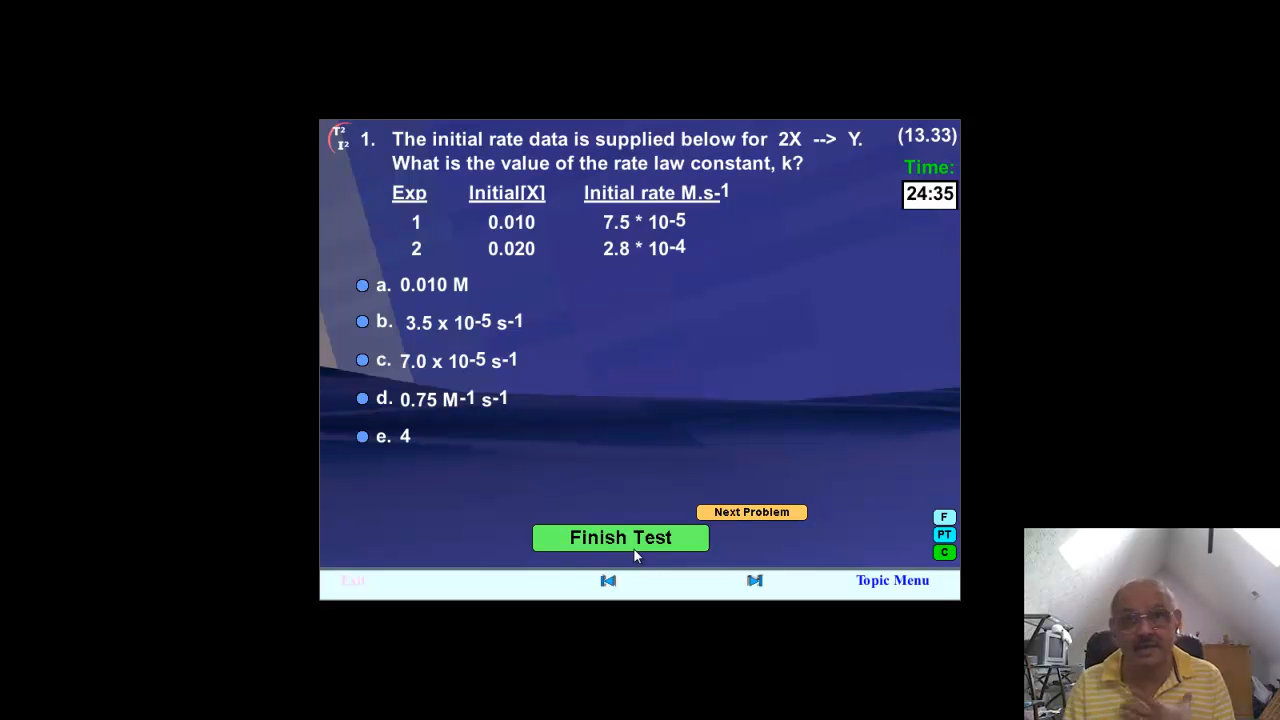 T²
I²
1. The initial rate data is supplied below for 2X --> Y. (13.33)
What is the value of the rate law constant, k?
Time:
24:35
Exp Initial[X] Initial rate M.s-1
1 0.010 7.5 * 10-5
2 0.020 2.8 * 10-4
a. 0.010 M
b. 3.5 x 10-5 s-1
c. 7.0 x 10-5 s-1
d. 0.75 M-1 s-1
e. 4
Next Problem
Finish Test
F
PT
C
Exit
Topic Menu